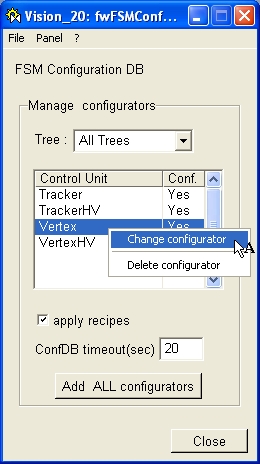 Vision_20: fwFSMConf...
File Panel ?
FSM Configuration DB
Manage configurators
Tree : All Trees
Control Unit Conf.
Tracker Yes
TrackerHV Yes
Vertex Yes
VertexHV
Change configurator
A
Delete configurator
apply recipes
ConfDB timeout(sec) 20
Add ALL configurators
Close